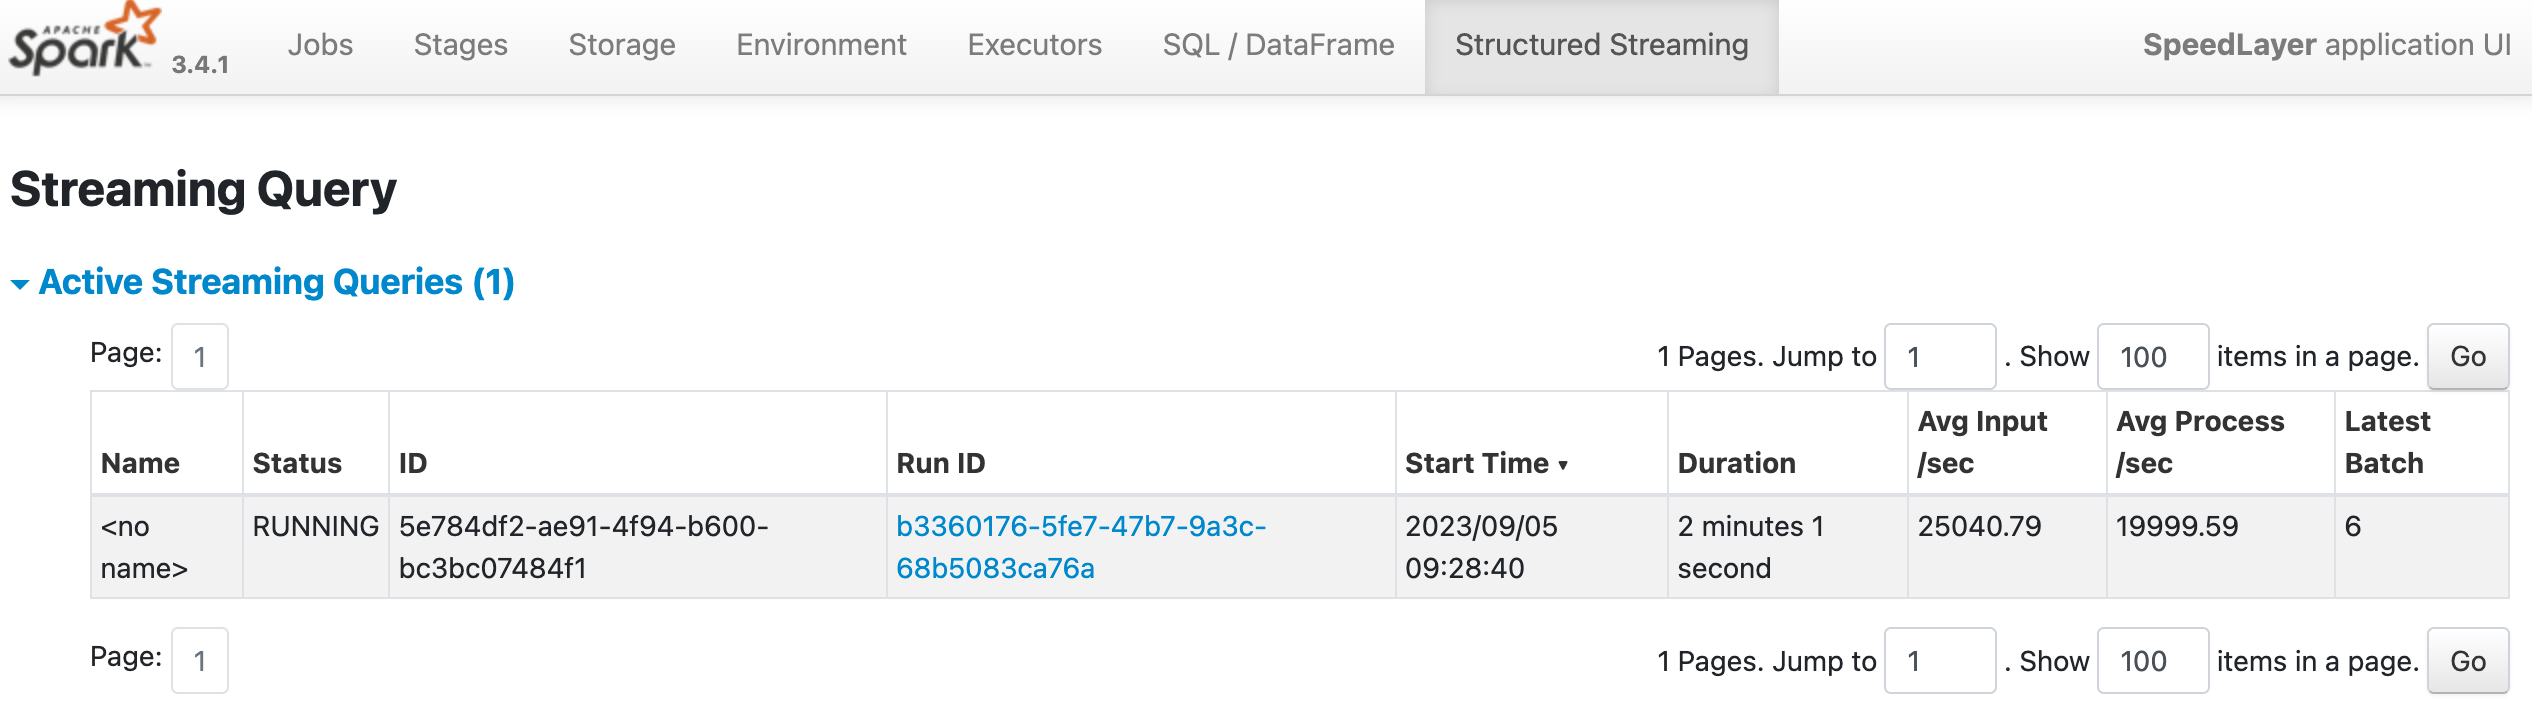 APACHE
Spark 3.4.1 Jobs Stages Storage Environment Executors SQL / DataFrame Structured Streaming SpeedLayer application UI
Streaming Query
Active Streaming Queries (1)
Page: 1 1 Pages. Jump to 1 . Show 100 items in a page. Go
Name Status ID Run ID Start Time ▾ Duration Avg Input /sec Avg Process /sec Latest Batch
<no name> RUNNING 5e784df2-ae91-4f94-b600-bc3bc07484f1 b3360176-5fe7-47b7-9a3c-68b5083ca76a 2023/09/05 09:28:40 2 minutes 1 second 25040.79 19999.59 6
Page: 1 1 Pages. Jump to 1 . Show 100 items in a page. Go